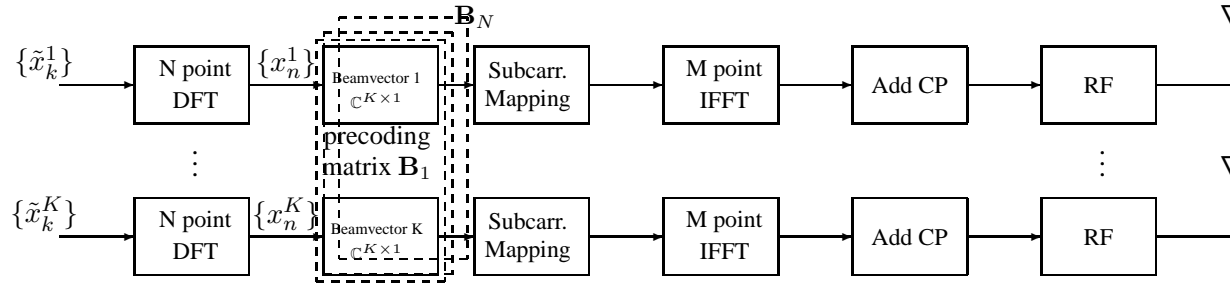 𝐁_N
{x̃_k^1}
N point
DFT
{x_n^1}
Beamvector 1
ℂ^{K×1}
Subcarr.
Mapping
M point
IFFT
Add CP
RF
precoding
matrix 𝐁_1
{x̃_k^K}
N point
DFT
{x_n^K}
Beamvector K
ℂ^{K×1}
Subcarr.
Mapping
M point
IFFT
Add CP
RF